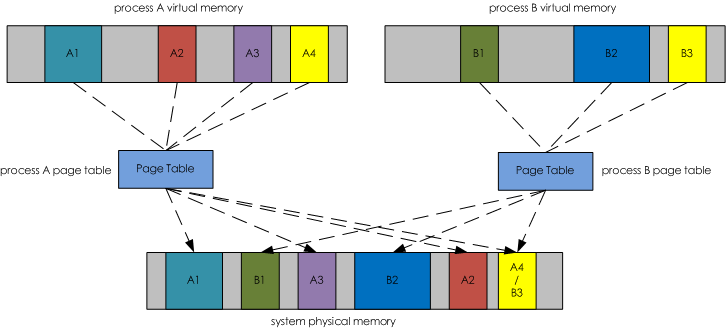 process A virtual memory
process B virtual memory
A1
A2
A3
A4
B1
B2
B3
process A page table
Page Table
Page Table
process B page table
A1
B1
A3
B2
A2
A4
/
B3
system physical memory